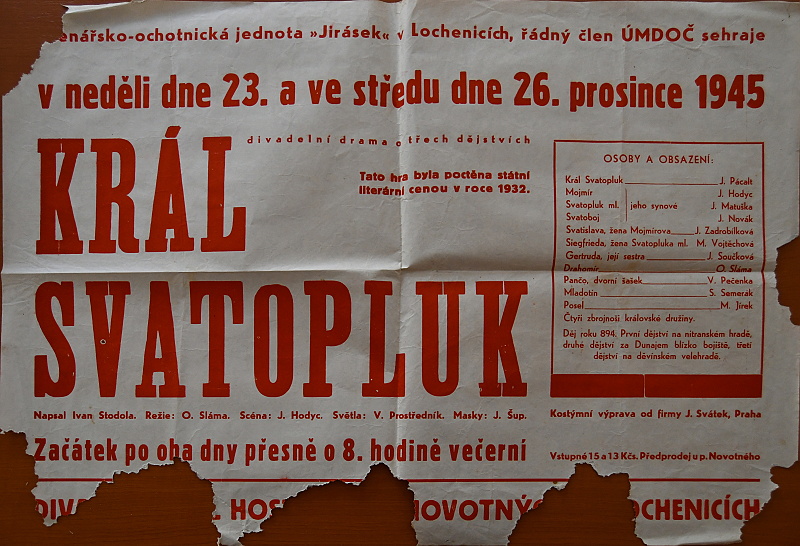 enářsko-ochotnická jednota »Jirásek« v Lochenicích, řádný člen ÚMDOČ sehraje
v neděli dne 23. a ve středu dne 26. prosince 1945
divadelní drama o třech dějstvích
KRÁL
Tato hra byla poctěna státní
literární cenou v roce 1932.
SVATOPLUK
Napsal Ivan Stodola. Režie: O. Sláma. Scéna: J. Hodyc. Světla: V. Prostředník. Masky: J. Šup.
Začátek po oba dny přesně o 8. hodině večerní
OSOBY A OBSAZENÍ:
Král Svatopluk J. Pácalt
Mojmír J. Hodyc
Svatopluk ml. jeho synové J. Matuška
Svatoboj J. Novák
Svatislava, žena Mojmírova J. Zadrobílková
Siegfrieda, žena Svatopluka ml. M. Vojtěchová
Gertruda, její sestra J. Součková
Drahomír O. Sláma
Pančo, dvorní šašek V. Pečenka
Mladotín S. Semerak
Posel M. Jírek
Čtyři zbrojnoši královské družiny.
Děj roku 894. První dějství na nitranském hradě,
druhé dějství za Dunajem blízko bojiště, třetí
dějství na děvínském velehradě.
Kostýmní výprava od firmy J. Svátek, Praha
Vstupné 15 a 13 Kčs. Předprodej u p. Novotného
DIVA L. HOS NOVOTNÝ OCHENICÍCH